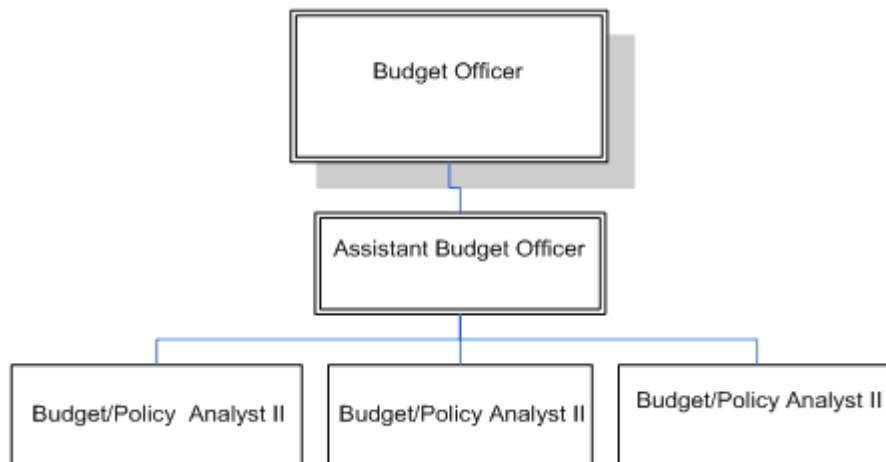 Budget Officer
Assistant Budget Officer
Budget/Policy Analyst II
Budget/Policy Analyst II
Budget/Policy Analyst II